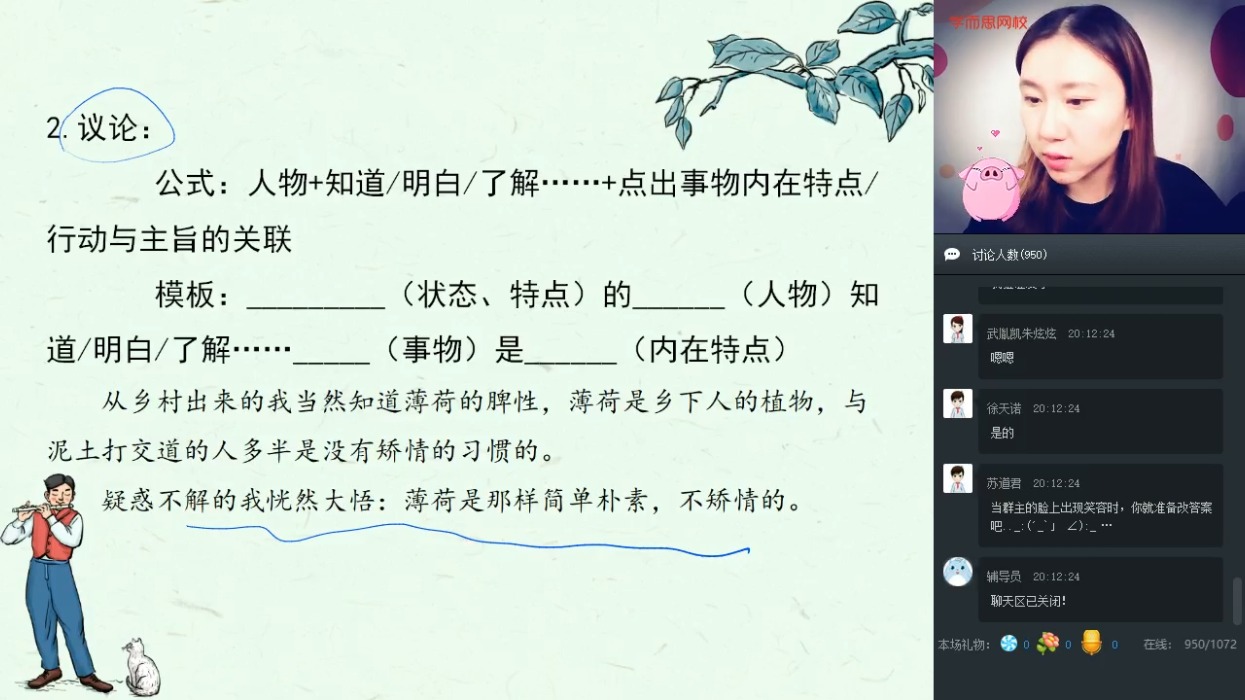 2.议论：
公式：人物+知道/明白/了解……+点出事物内在特点/
行动与主旨的关联
模板：_________（状态、特点）的______（人物）知
道/明白/了解……_____（事物）是______（内在特点）
从乡村出来的我当然知道薄荷的脾性，薄荷是乡下人的植物，与
泥土打交道的人多半是没有矫情的习惯的。
疑惑不解的我恍然大悟：薄荷是那样简单朴素，不矫情的。
学而思网校
讨论人数(950)
武胤凯朱炫炫 20:12:24
嗯嗯
徐天诺 20:12:24
是的
苏道君 20:12:24
当群主的脸上出现笑容时，你就准备改答案
吧. ._:(´_`」 ∠):_ …
辅导员 20:12:24
聊天区已关闭!
本场礼物： 0 0 0 在线： 950/1072